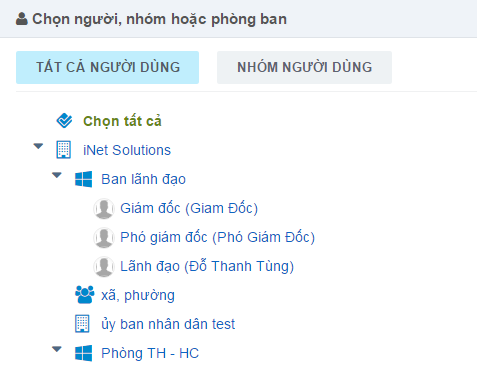 Chọn người, nhóm hoặc phòng ban
TẤT CẢ NGƯỜI DÙNG
NHÓM NGƯỜI DÙNG
Chọn tất cả
iNet Solutions
Ban lãnh đạo
Giám đốc (Giam Đốc)
Phó giám đốc (Phó Giám Đốc)
Lãnh đạo (Đỗ Thanh Tùng)
xã, phường
ủy ban nhân dân test
Phòng TH - HC